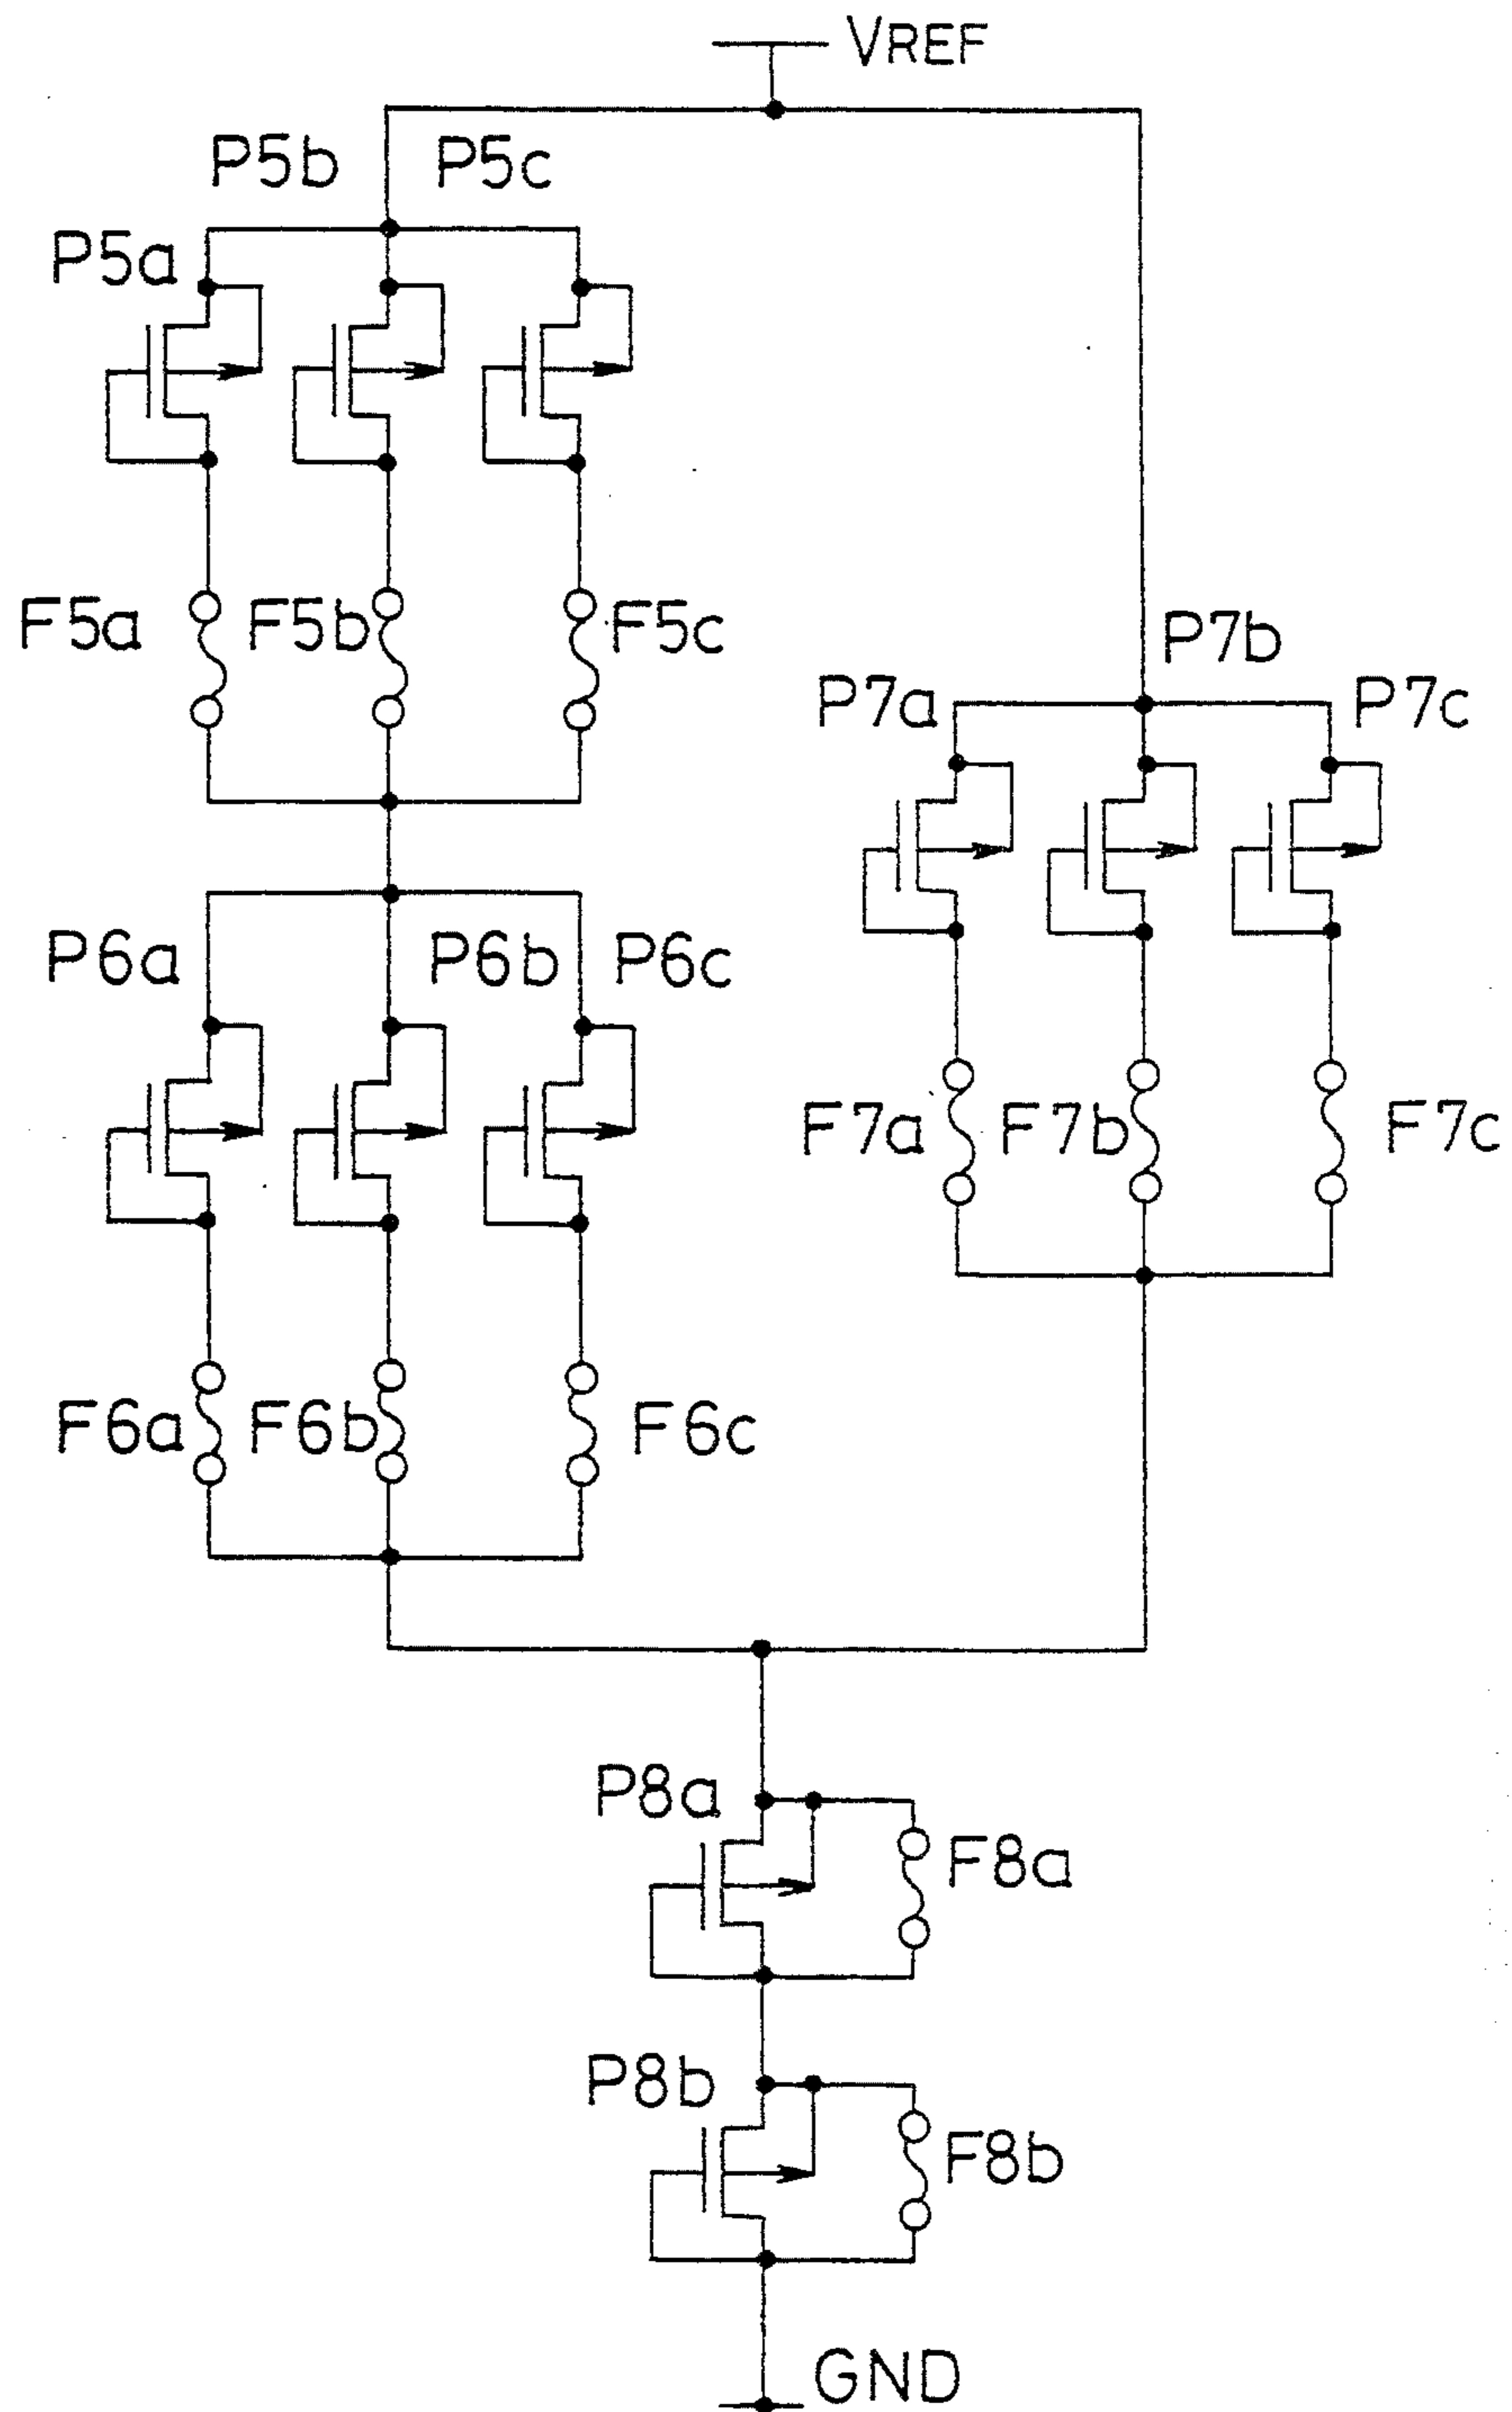 VREF
P5b P5c
P5a
F5a F5b F5c
P7b
P7a P7c
P6a P6b P6c
F7a F7b F7c
F6a F6b F6c
P8a
F8a
P8b
F8b
GND